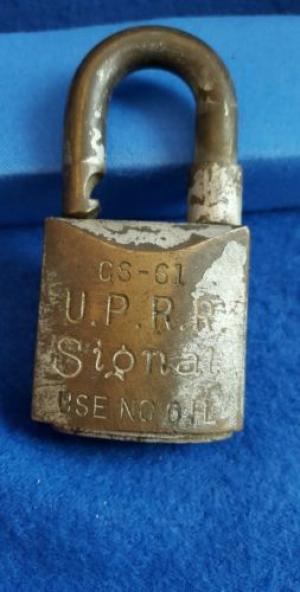 CS-61
U.P.R.R.
Signal
USE NO OIL